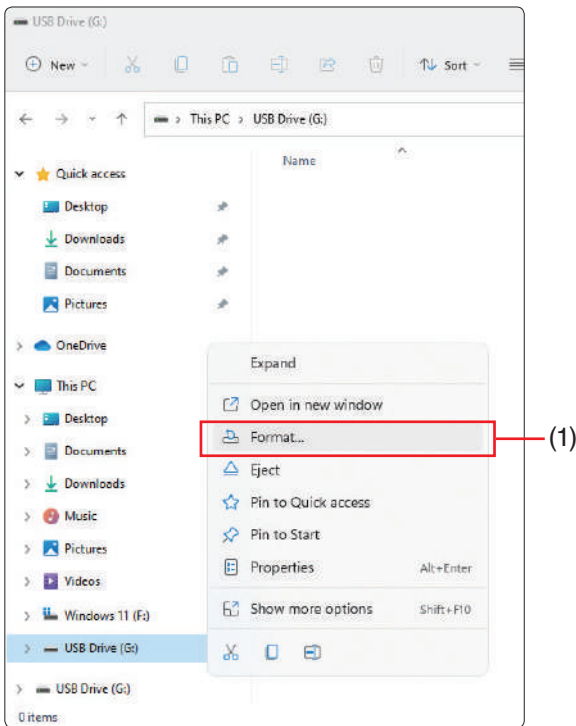 USB Drive (G:)
New
Sort
This PC > USB Drive (G:)
Name
Quick access
Desktop
Downloads
Documents
Pictures
OneDrive
This PC
Desktop
Documents
Downloads
Music
Pictures
Videos
Windows 11 (F:)
USB Drive (G:)
USB Drive (G:)
0 items
Expand
Open in new window
Format...
Eject
Pin to Quick access
Pin to Start
Properties Alt+Enter
Show more options Shift+F10
(1)